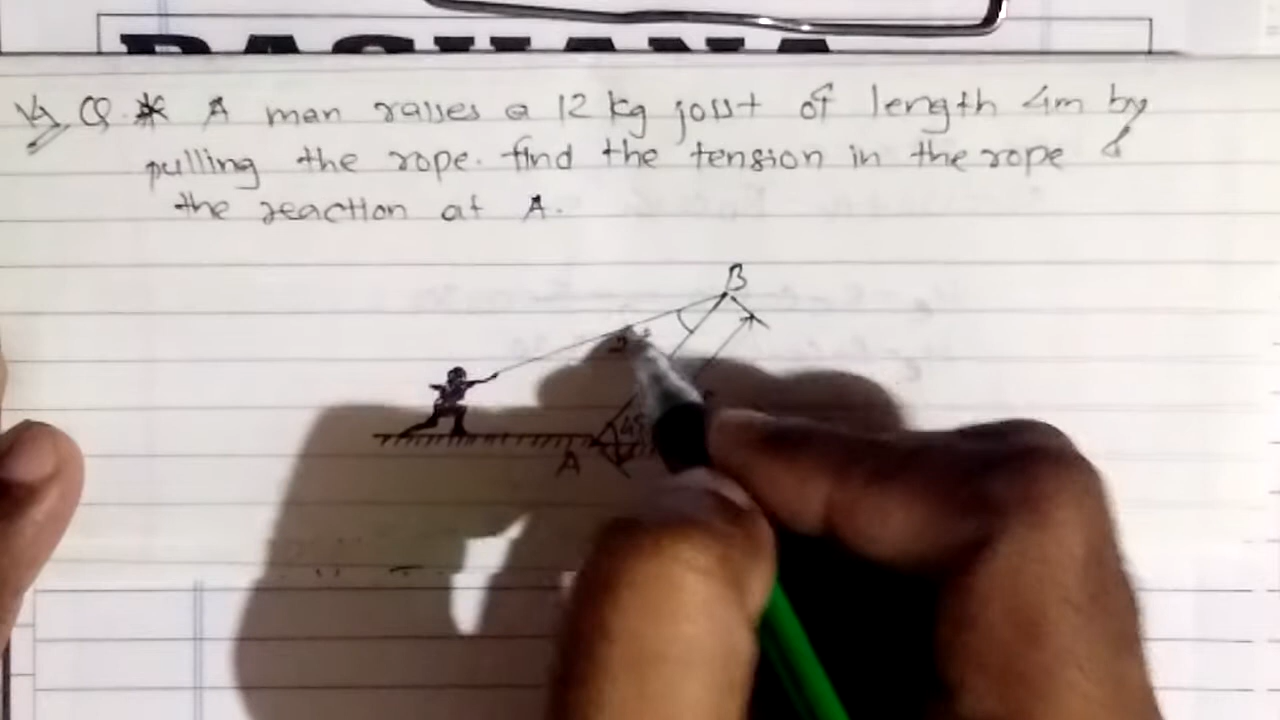 Q. * A man raises a 12 kg joist of length 4m by
pulling the rope. find the tension in the rope &
the reaction at A.
B
45
A